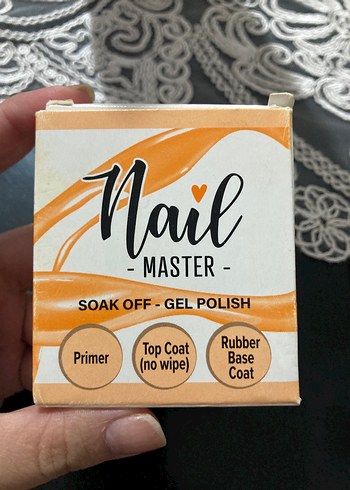 Nail
- MASTER -
SOAK OFF - GEL POLISH
Primer
Top Coat
(no wipe)
Rubber
Base
Coat